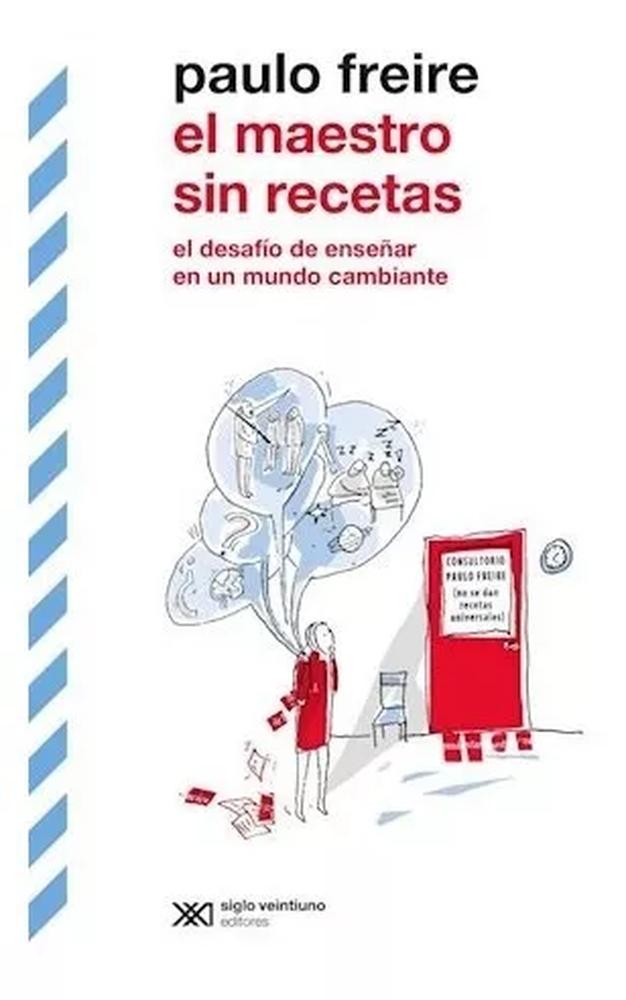 paulo freire
el maestro
sin recetas
el desafío de enseñar
en un mundo cambiante
z z
z z z
z
CONSULTORIO
PAULO FREIRE
(no se dan
recetas
universales)
siglo veintiuno
editores